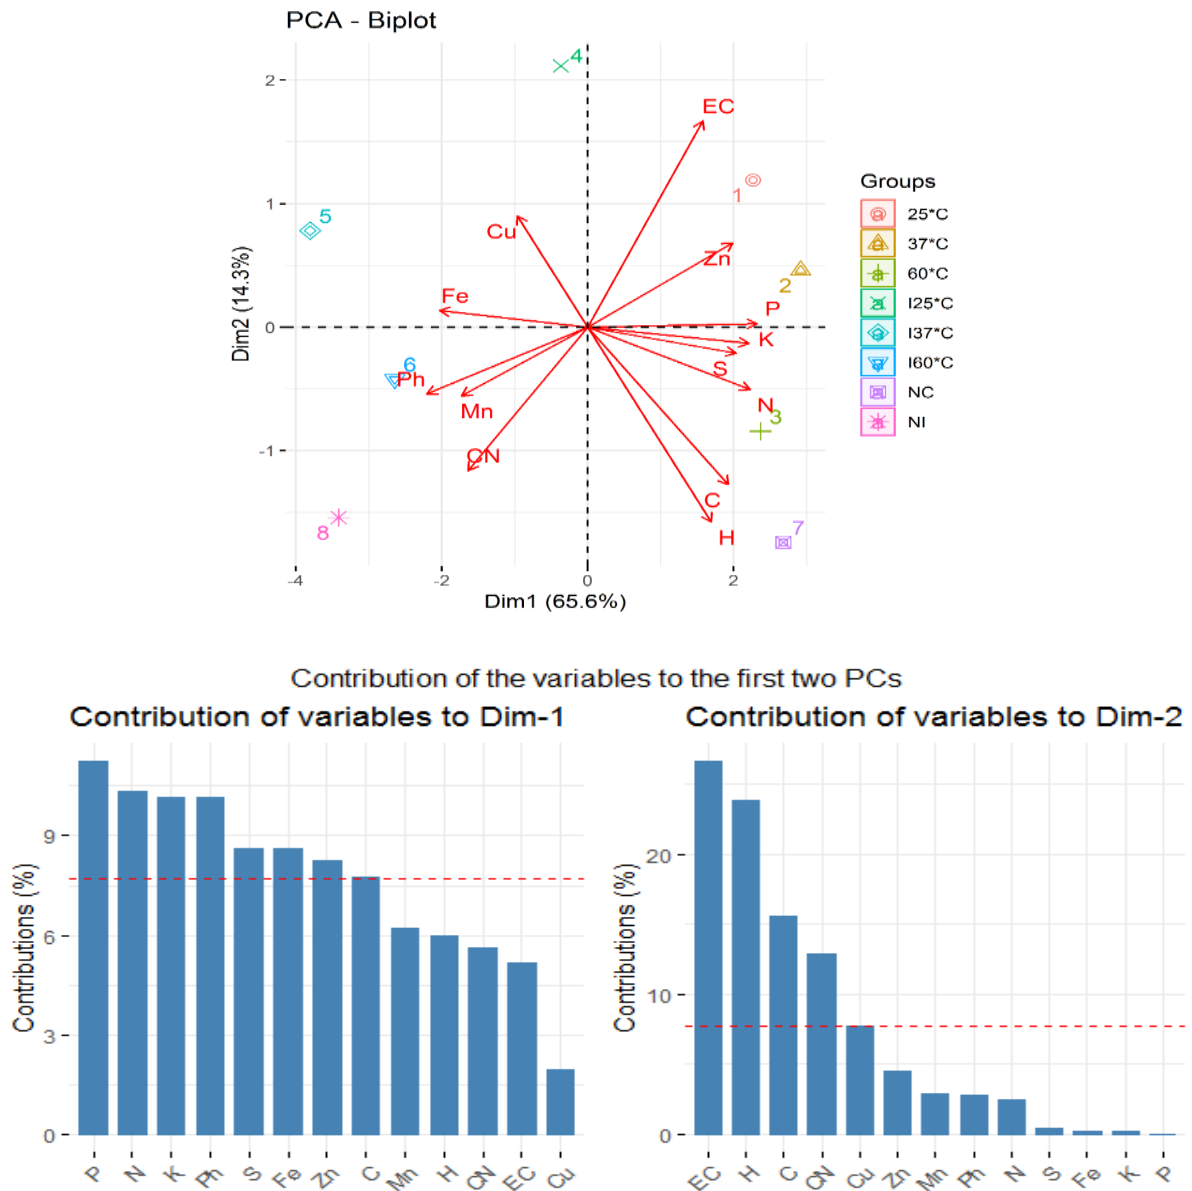 PCA - Biplot
4
2
EC
1
1
5
Cu
Zn
2
Fe
P
0
K
6
S
Ph
N
Mn
3
-1
CN
C
7
8
H
-4
-2
0
2
Dim1 (65.6%)
Dim2 (14.3%)
Groups
a 25*C
a 37*C
a 60*C
a I25*C
a I37*C
a I60*C
a NC
a NI
Contribution of the variables to the first two PCs
Contribution of variables to Dim-1
Contributions (%)
9
6
3
0
P N K Ph S Fe Zn C Mn H CN EC Cu
Contribution of variables to Dim-2
Contributions (%)
20
10
0
EC H C CN Cu Zn Mn Ph N S Fe K P